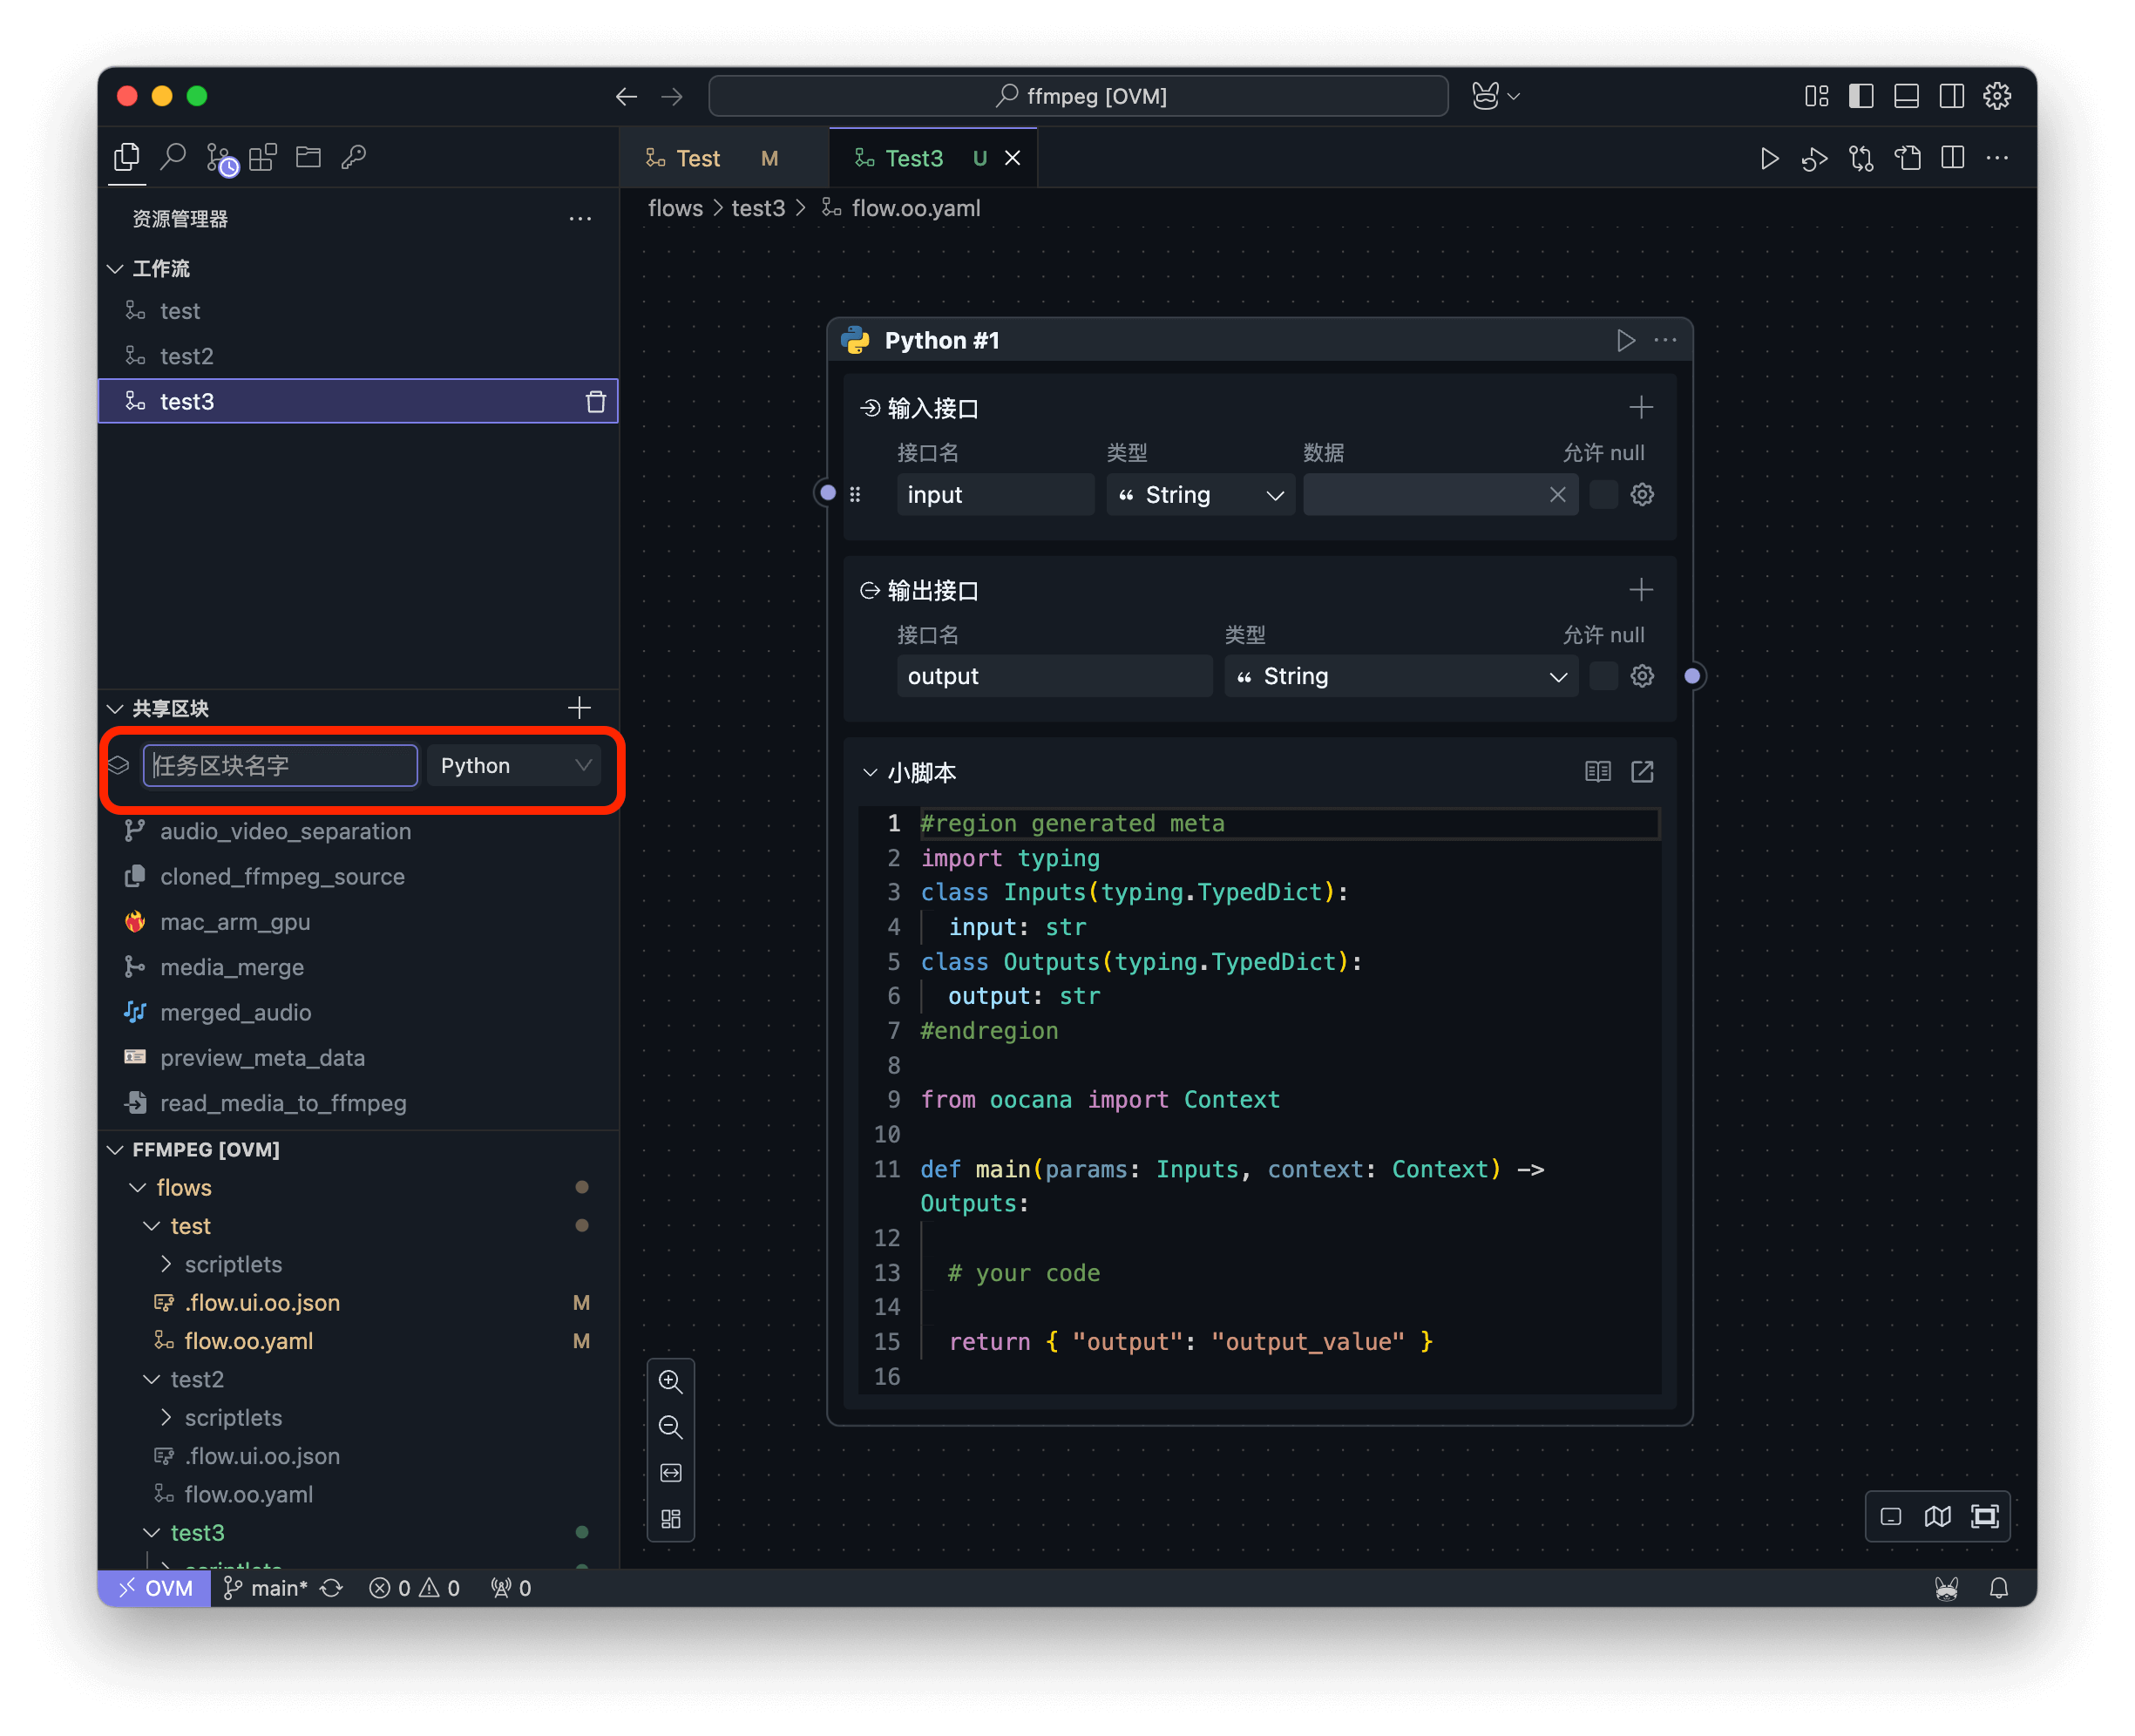 ffmpeg [OVM]
Test M
Test3 U
资源管理器
flows > test3 > flow.oo.yaml
工作流
test
test2
test3
共享区块
任务区块名字 Python
audio_video_separation
cloned_ffmpeg_source
mac_arm_gpu
media_merge
merged_audio
preview_meta_data
read_media_to_ffmpeg
FFMPEG [OVM]
flows
test
scriptlets
.flow.ui.oo.json M
flow.oo.yaml M
test2
scriptlets
.flow.ui.oo.json
flow.oo.yaml
test3
scriptlets
Python #1
输入接口
接口名 类型 数据 允许 null
input “ String
输出接口
接口名 类型 允许 null
output “ String
小脚本
1 #region generated meta
2 import typing
3 class Inputs(typing.TypedDict):
4 input: str
5 class Outputs(typing.TypedDict):
6 output: str
7 #endregion
8
9 from oocana import Context
10
11 def main(params: Inputs, context: Context) ->
Outputs:
12
13 # your code
14
15 return { "output": "output_value" }
16
OVM main* 0 0 0